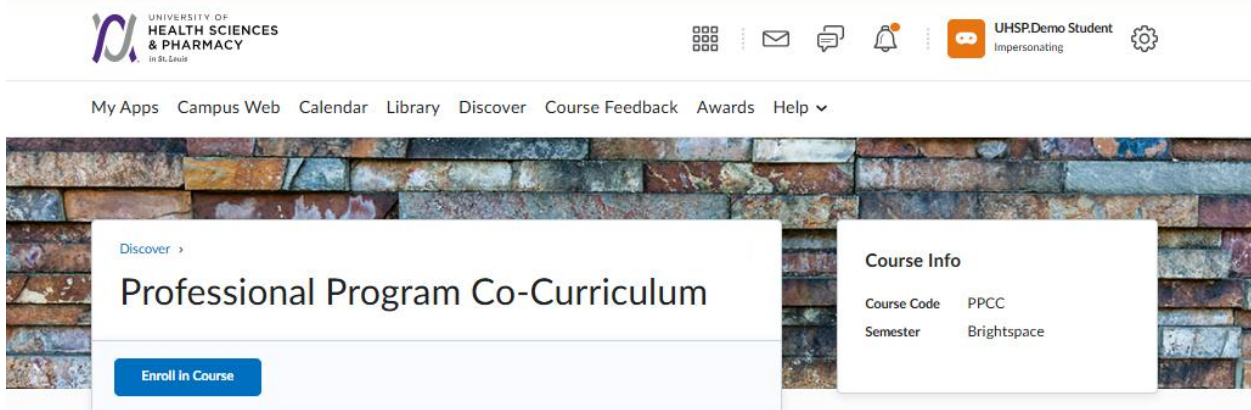 UNIVERSITY OF
HEALTH SCIENCES
& PHARMACY
in St. Louis
UHSP.Demo Student
Impersonating
My Apps Campus Web Calendar Library Discover Course Feedback Awards Help
Discover ›
Professional Program Co-Curriculum
Enroll in Course
Course Info
Course Code PPCC
Semester Brightspace